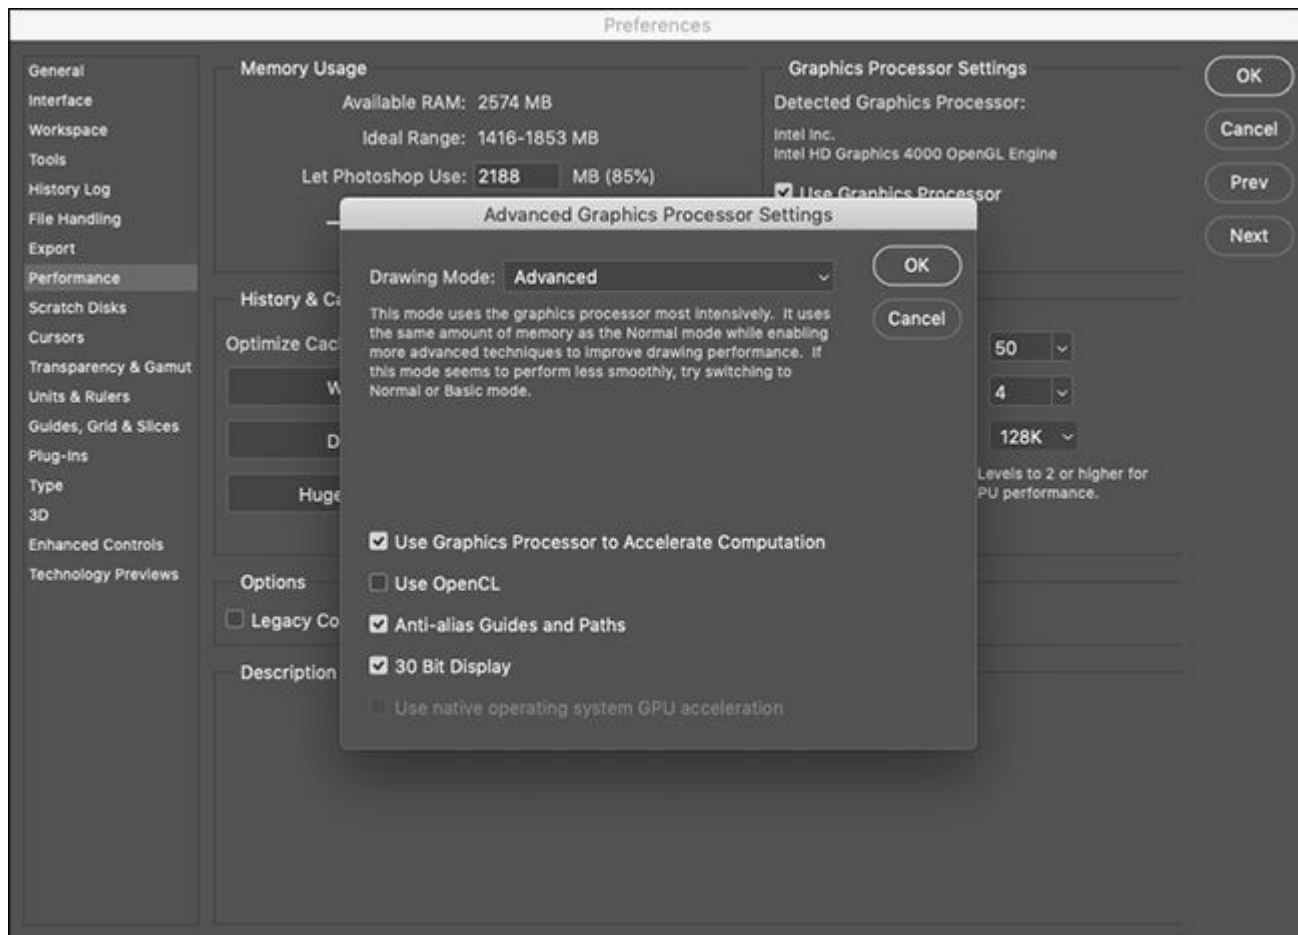 Preferences
General
Interface
Workspace
Tools
History Log
File Handling
Export
Performance
Scratch Disks
Cursors
Transparency & Gamut
Units & Rulers
Guides, Grid & Slices
Plug-Ins
Type
3D
Enhanced Controls
Technology Previews
Memory Usage
Available RAM: 2574 MB
Ideal Range: 1416-1853 MB
Let Photoshop Use: 2188 MB (85%)
Graphics Processor Settings
Detected Graphics Processor:
Intel Inc.
Intel HD Graphics 4000 OpenGL Engine
Use Graphics Processor
OK
Cancel
Prev
Next
History & Ca
Optimize Cac
W
D
Huge
50
4
128K
Levels to 2 or higher for
PU performance.
Options
Legacy Co
Description
Advanced Graphics Processor Settings
Drawing Mode: Advanced
This mode uses the graphics processor most intensively. It uses
the same amount of memory as the Normal mode while enabling
more advanced techniques to improve drawing performance. If
this mode seems to perform less smoothly, try switching to
Normal or Basic mode.
OK
Cancel
Use Graphics Processor to Accelerate Computation
Use OpenCL
Anti-alias Guides and Paths
30 Bit Display
Use native operating system GPU acceleration